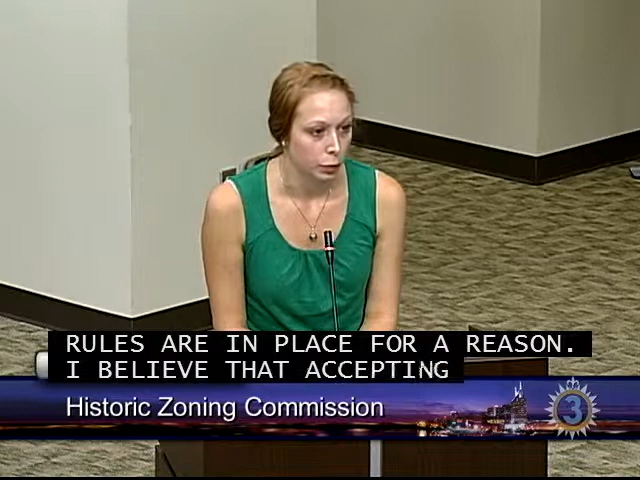 RULES ARE IN PLACE FOR A REASON.
I BELIEVE THAT ACCEPTING
Historic Zoning Commission
3